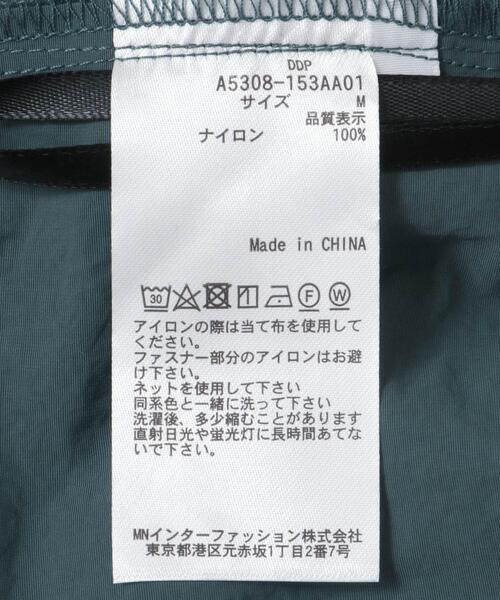 DDP
A5308-153AA01
サイズ M
品質表示
ナイロン 100%
Made in CHINA
30 F W
アイロンの際は当て布を使用して
ください。
ファスナー部分のアイロンはお避
け下さい。
ネットを使用して下さい
同系色と一緒に洗って下さい
洗濯後、多少縮むことがあります
直射日光や蛍光灯に長時間あてな
いで下さい。
MNインターファッション株式会社
東京都港区元赤坂1丁目2番7号